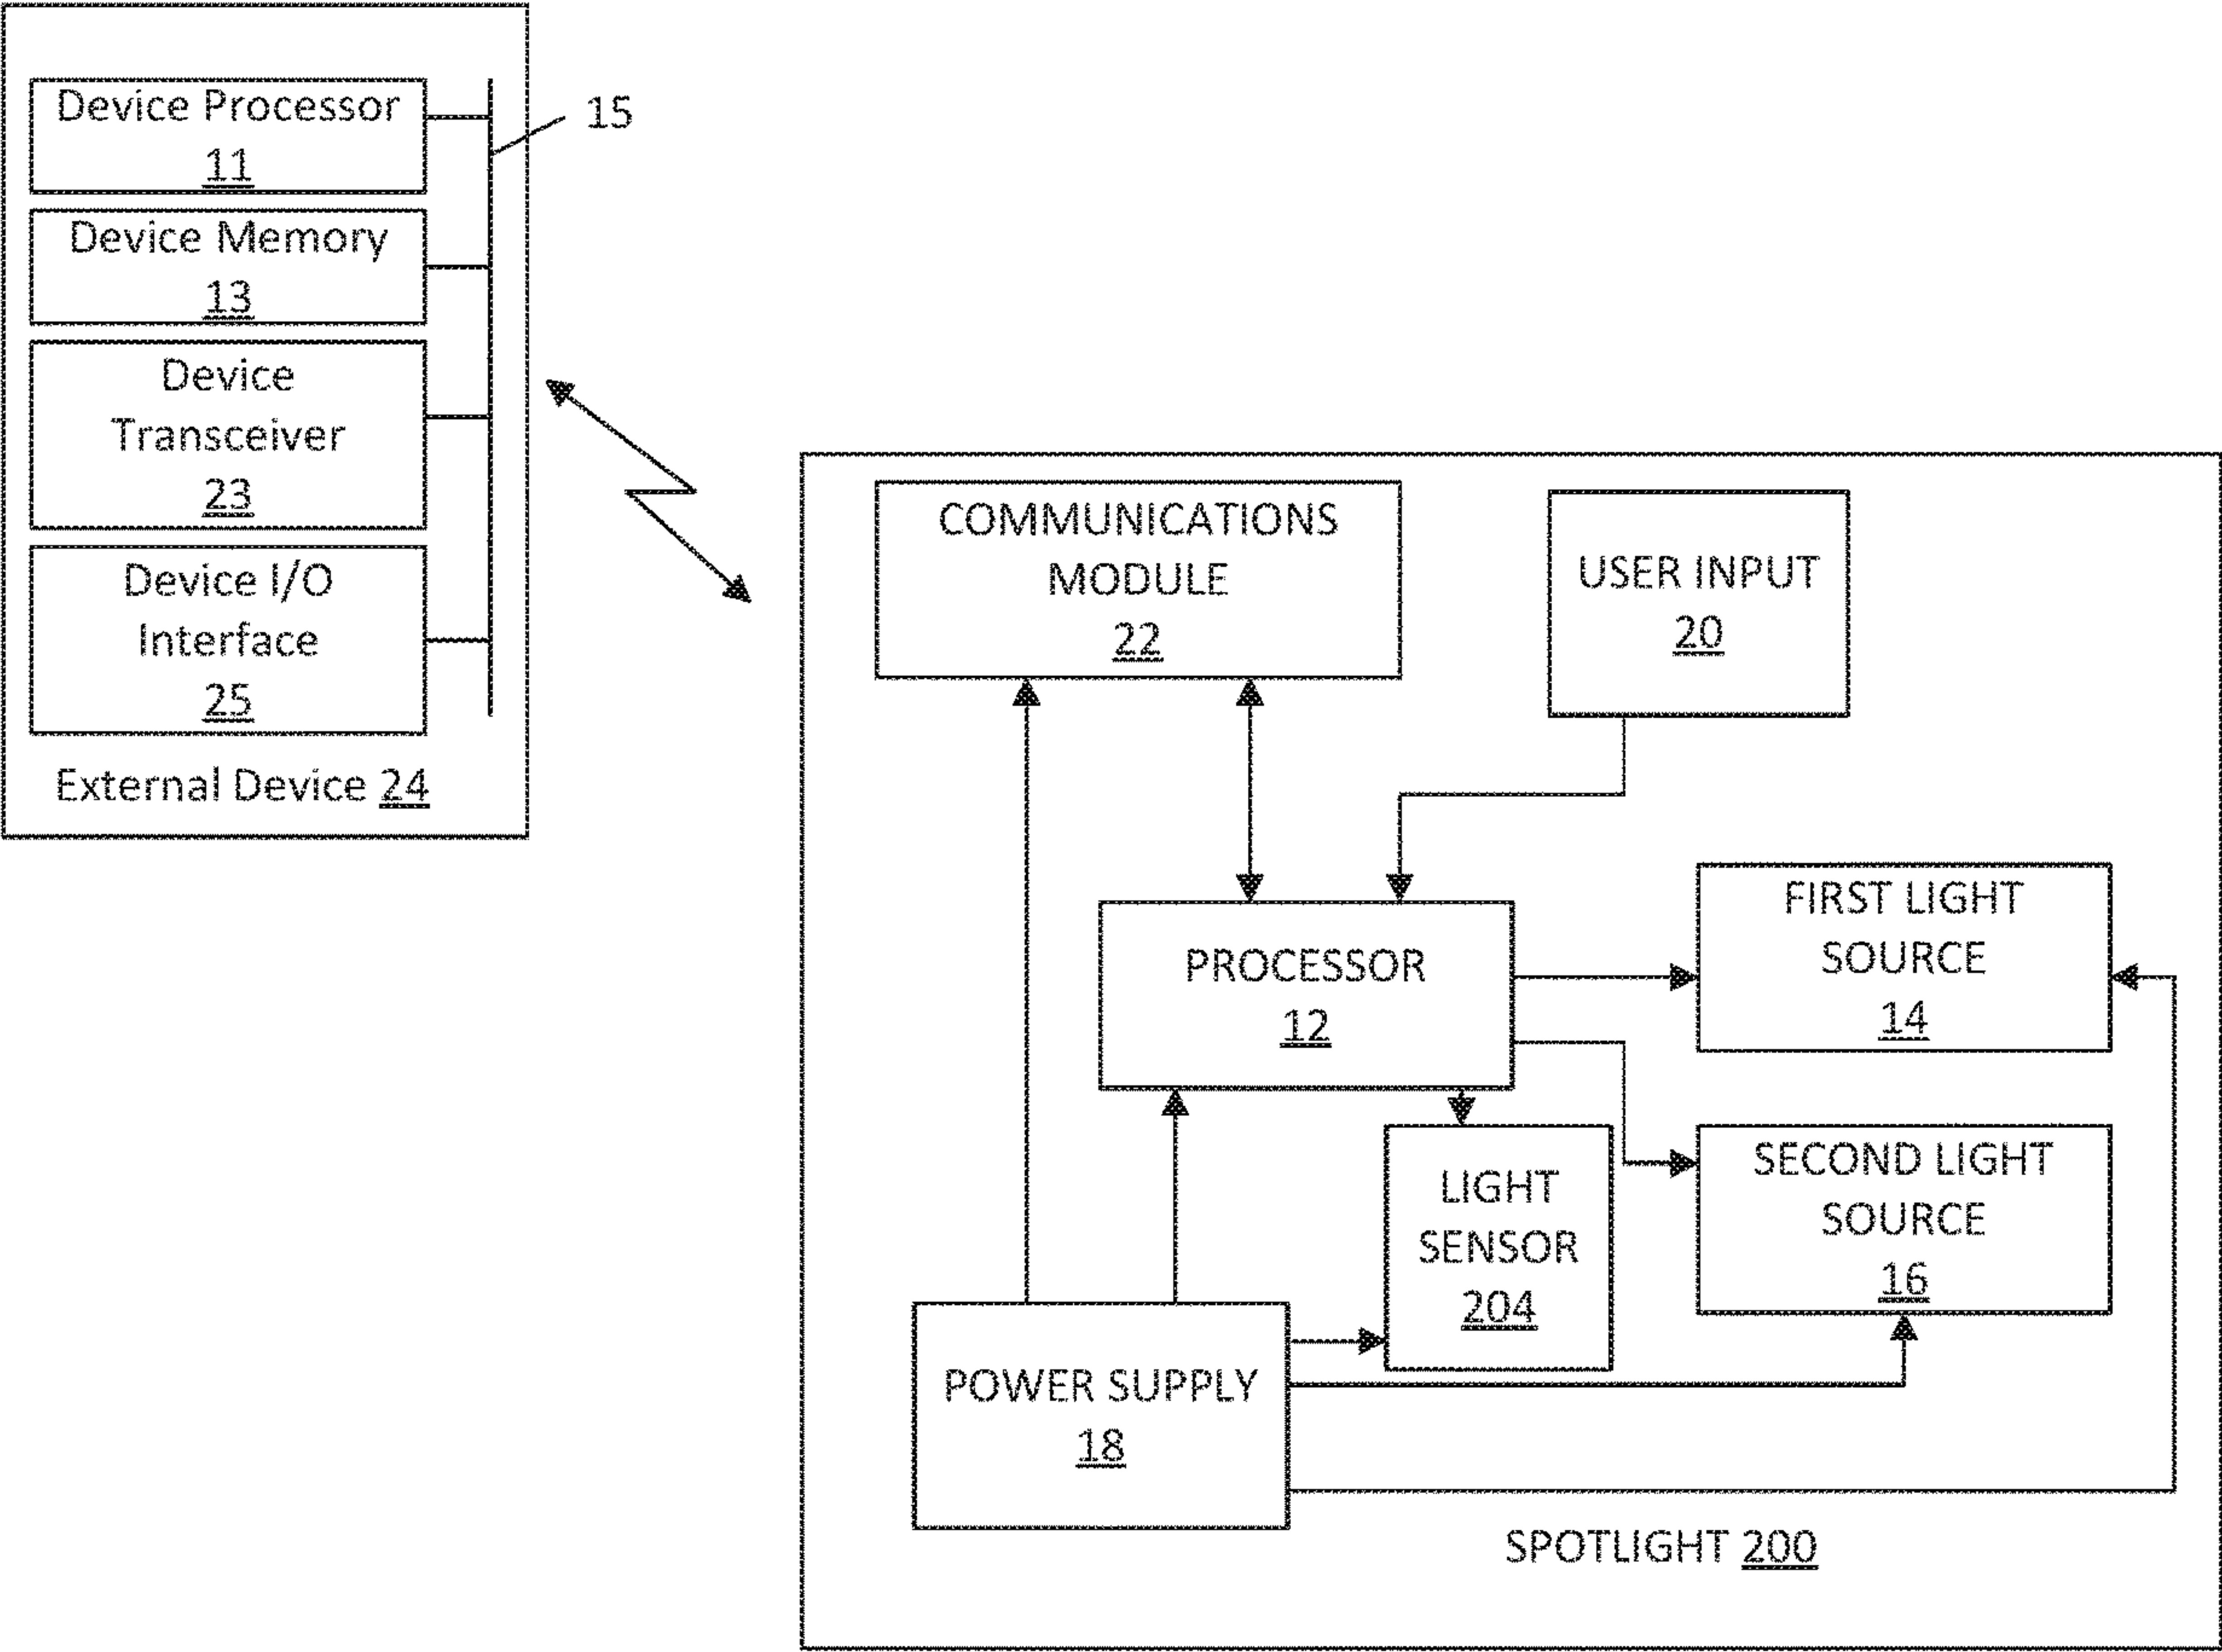 Device Processor
11
15
Device Memory
13
Device
Transceiver
23
Device I/O
Interface
25
External Device 24
COMMUNICATIONS
MODULE
22
USER INPUT
20
PROCESSOR
12
FIRST LIGHT
SOURCE
14
LIGHT
SENSOR
204
SECOND LIGHT
SOURCE
16
POWER SUPPLY
18
SPOTLIGHT 200